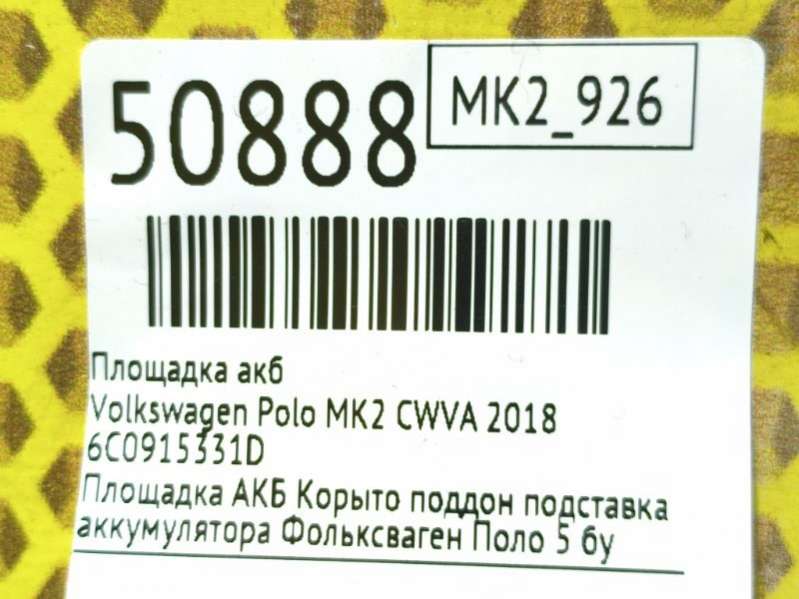 50888
MK2_926
Площадка акб
Volkswagen Polo MK2 CWVA 2018
6C0915331D
Площадка АКБ Корыто поддон подставка
аккумулятора Фольксваген Поло 5 бу